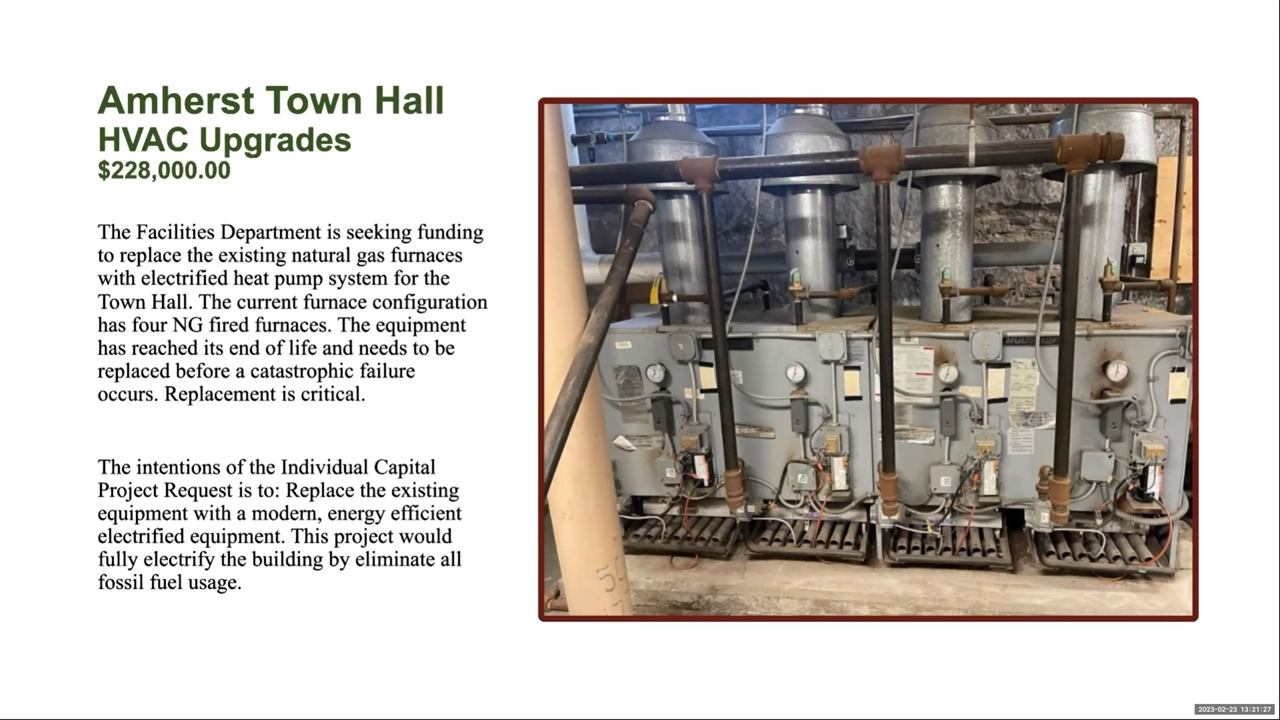 Amherst Town Hall
HVAC Upgrades
$228,000.00
The Facilities Department is seeking funding
to replace the existing natural gas furnaces
with electrified heat pump system for the
Town Hall. The current furnace configuration
has four NG fired furnaces. The equipment
has reached its end of life and needs to be
replaced before a catastrophic failure
occurs. Replacement is critical.
The intentions of the Individual Capital
Project Request is to: Replace the existing
equipment with a modern, energy efficient
electrified equipment. This project would
fully electrify the building by eliminate all
fossil fuel usage.
2023-02-23 13:21:27